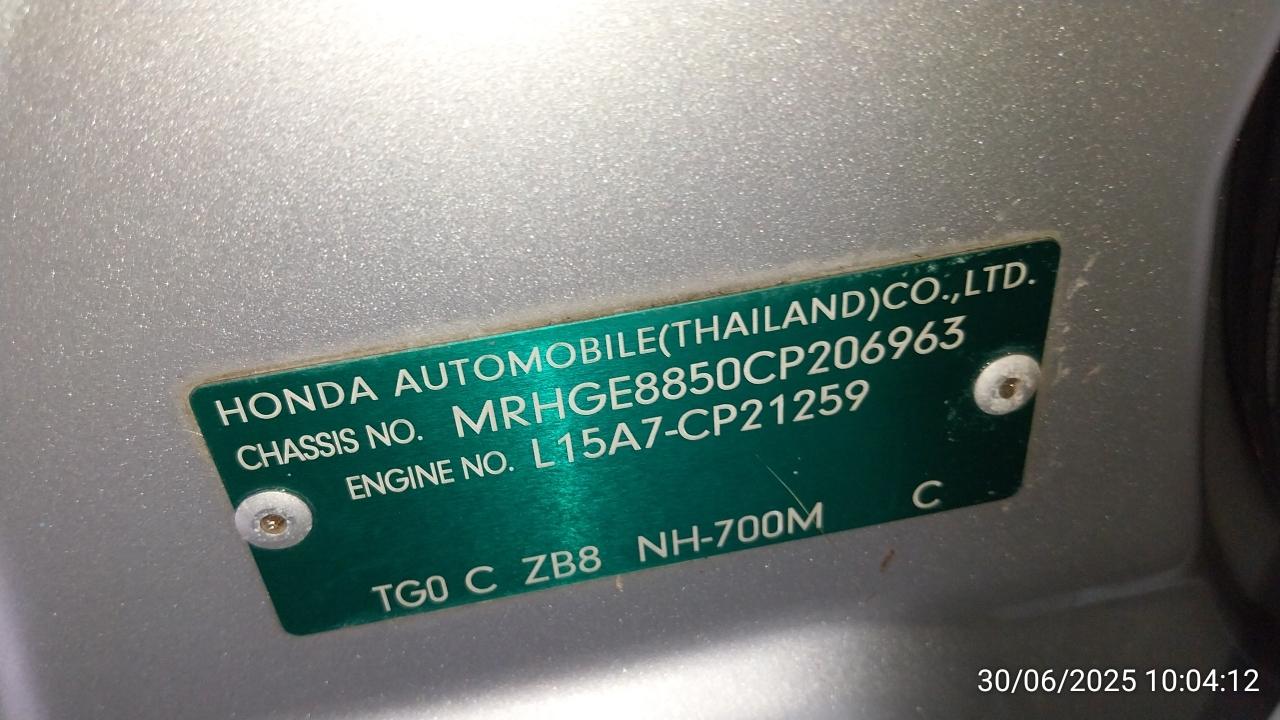 HONDA AUTOMOBILE(THAILAND)CO.,LTD.
CHASSIS NO. MRHGE8850CP206963
ENGINE NO. L15A7-CP21259
TG0 C ZB8 NH-700M C
30/06/2025 10:04:12